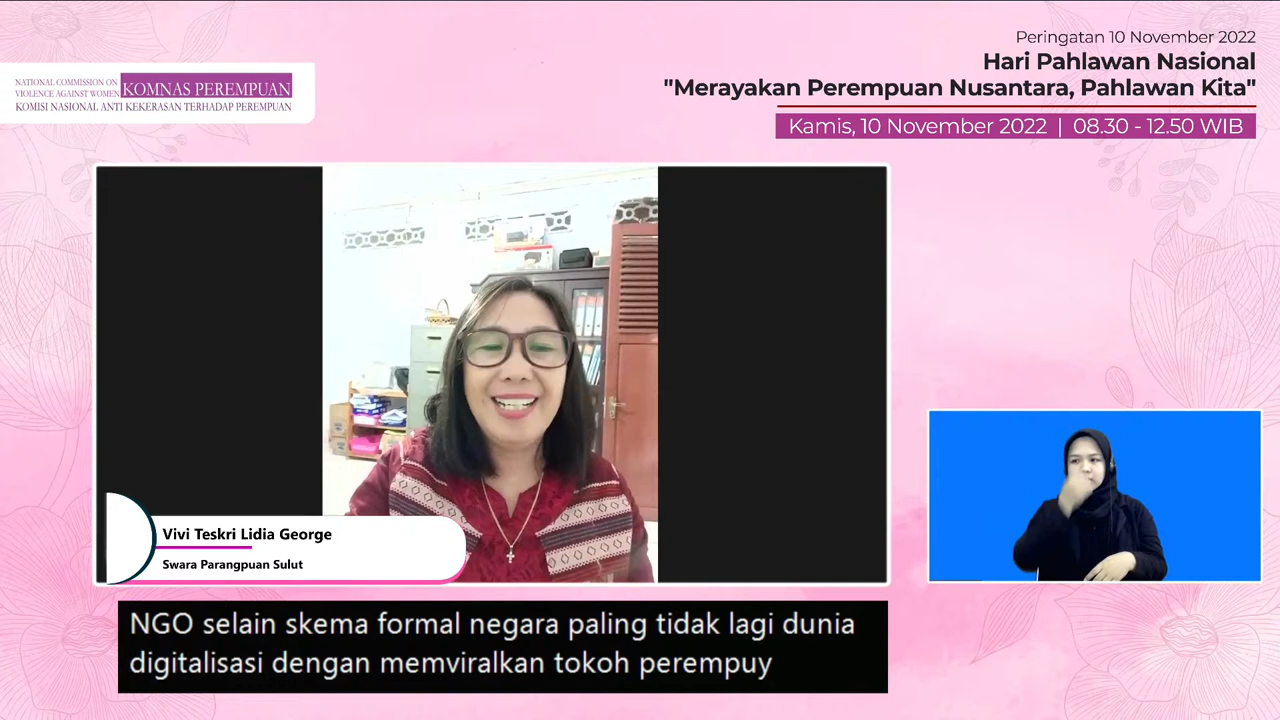 NATIONAL COMMISSION ON
VIOLENCE AGAINST WOMEN
KOMNAS PEREMPUAN
KOMISI NASIONAL ANTI KEKERASAN TERHADAP PEREMPUAN
Peringatan 10 November 2022
Hari Pahlawan Nasional
"Merayakan Perempuan Nusantara, Pahlawan Kita"
Kamis, 10 November 2022 | 08.30 - 12.50 WIB
Vivi Teskri Lidia George
Swara Parangpuan Sulut
NGO selain skema formal negara paling tidak lagi dunia
digitalisasi dengan memviralkan tokoh perempuy